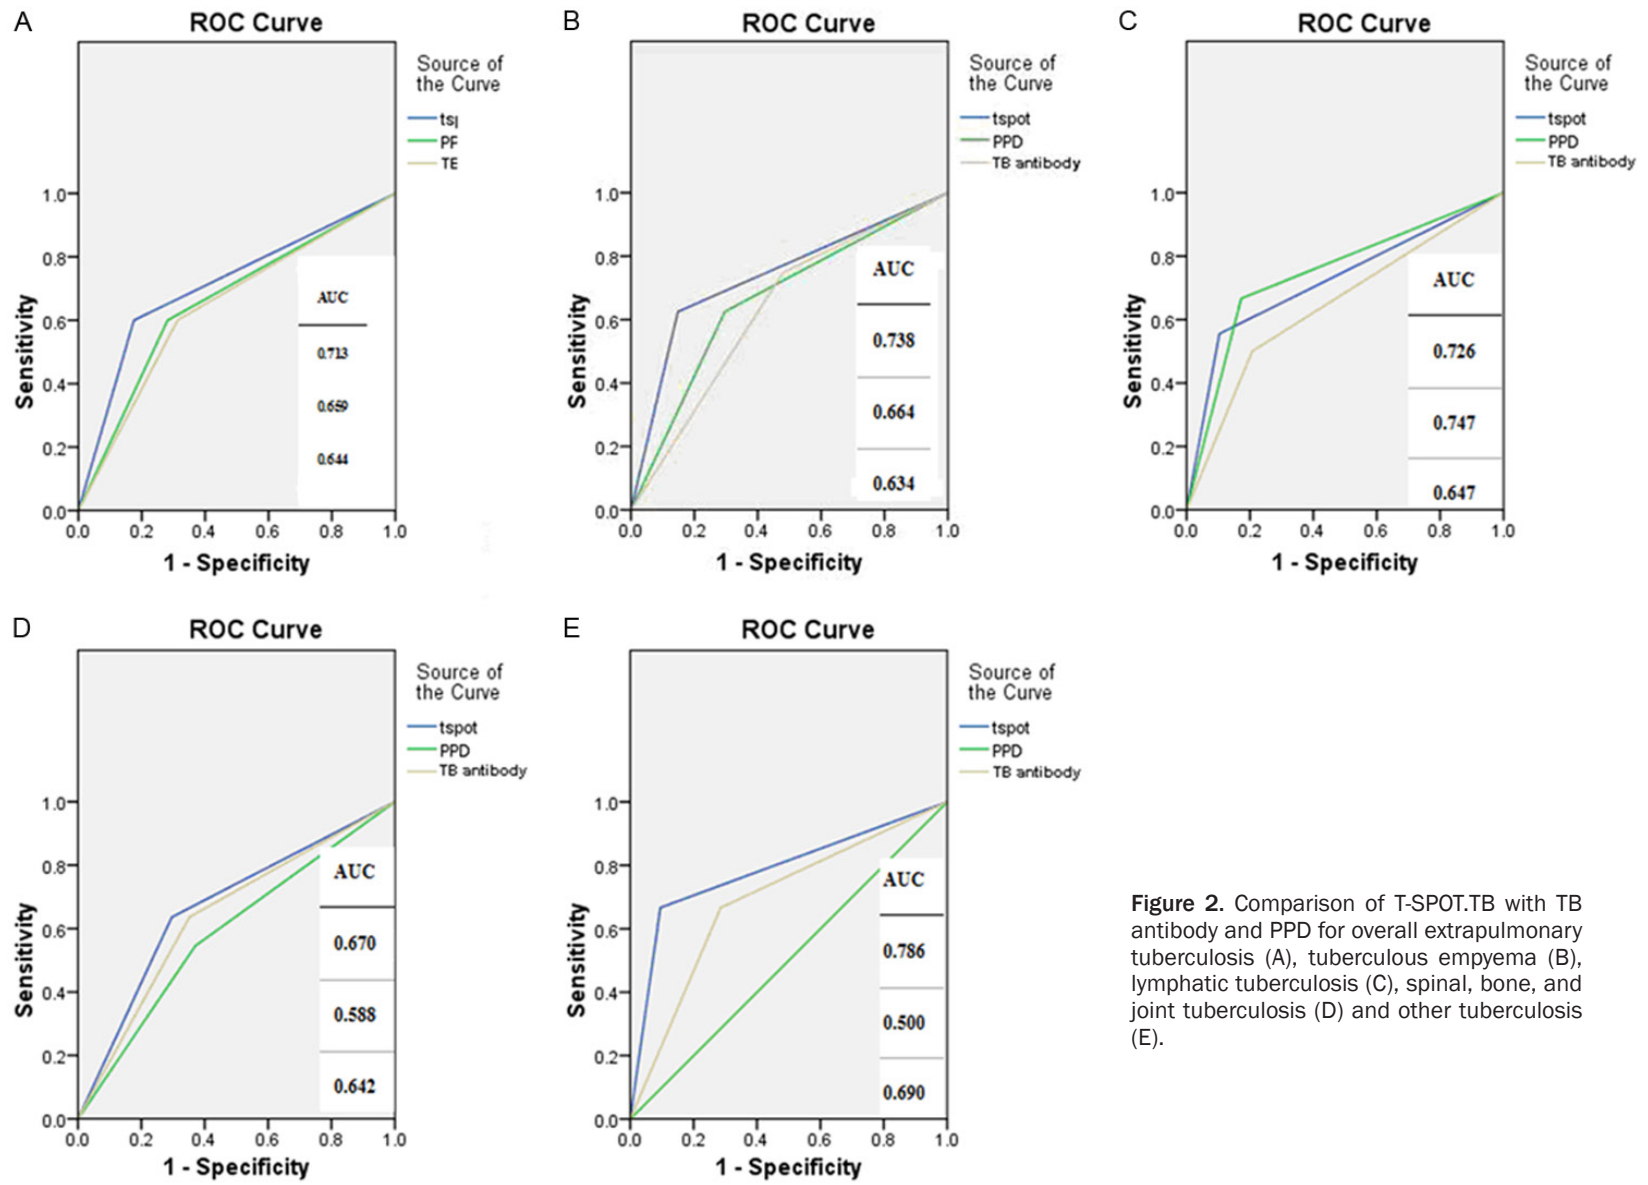 A
ROC Curve
Source of
the Curve
tsp
PF
TE
1.0
0.8
0.6
0.4
0.2
0.0
Sensitivity
AUC
0.713
0.659
0.644
0.0 0.2 0.4 0.6 0.8 1.0
1 - Specificity
B
ROC Curve
Source of
the Curve
tspot
PPD
TB antibody
1.0
0.8
0.6
0.4
0.2
0.0
Sensitivity
AUC
0.738
0.664
0.634
0.0 0.2 0.4 0.6 0.8 1.0
1 - Specificity
C
ROC Curve
Source of
the Curve
tspot
PPD
TB antibody
1.0
0.8
0.6
0.4
0.2
0.0
Sensitivity
AUC
0.726
0.747
0.647
0.0 0.2 0.4 0.6 0.8 1.0
1 - Specificity
D
ROC Curve
Source of
the Curve
tspot
PPD
TB antibody
1.0
0.8
0.6
0.4
0.2
0.0
Sensitivity
AUC
0.670
0.588
0.642
0.0 0.2 0.4 0.6 0.8 1.0
1 - Specificity
E
ROC Curve
Source of
the Curve
tspot
PPD
TB antibody
1.0
0.8
0.6
0.4
0.2
0.0
Sensitivity
AUC
0.786
0.500
0.690
0.0 0.2 0.4 0.6 0.8 1.0
1 - Specificity
Figure 2. Comparison of T-SPOT.TB with TB
antibody and PPD for overall extrapulmonary
tuberculosis (A), tuberculous empyema (B),
lymphatic tuberculosis (C), spinal, bone, and
joint tuberculosis (D) and other tuberculosis
(E).